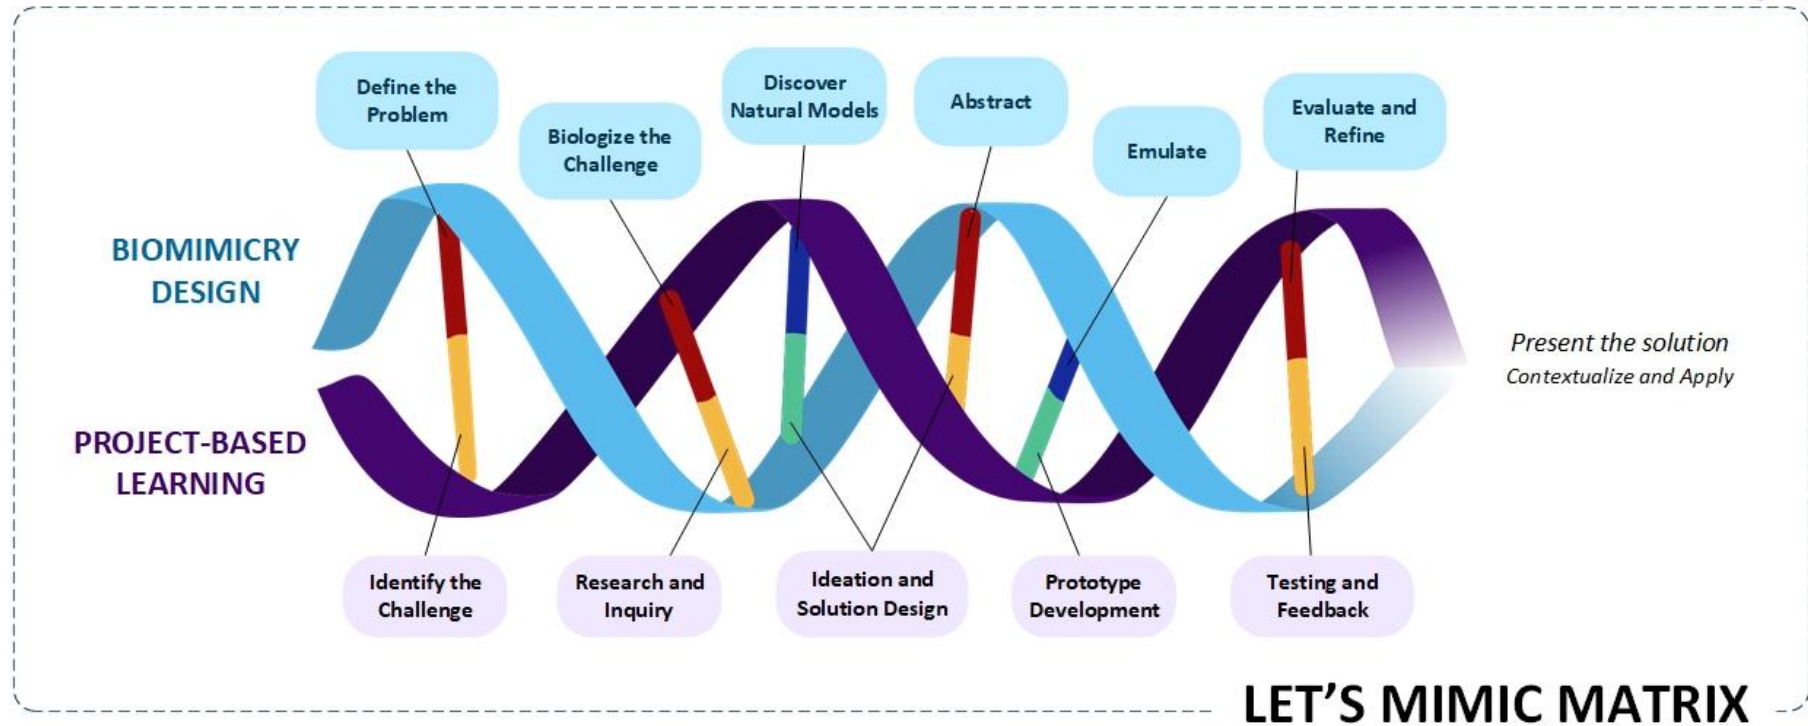 Define the
Problem
Biologize the
Challenge
Discover
Natural Models
Abstract
Emulate
Evaluate and
Refine
BIOMIMICRY
DESIGN
PROJECT-BASED
LEARNING
Present the solution
Contextualize and Apply
Identify the
Challenge
Research and
Inquiry
Ideation and
Solution Design
Prototype
Development
Testing and
Feedback
LET’S MIMIC MATRIX